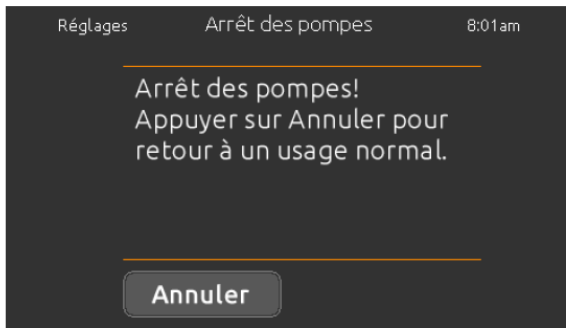 Réglages Arrêt des pompes 8:01am
Arrêt des pompes!
Appuyer sur Annuler pour
retour à un usage normal.
Annuler